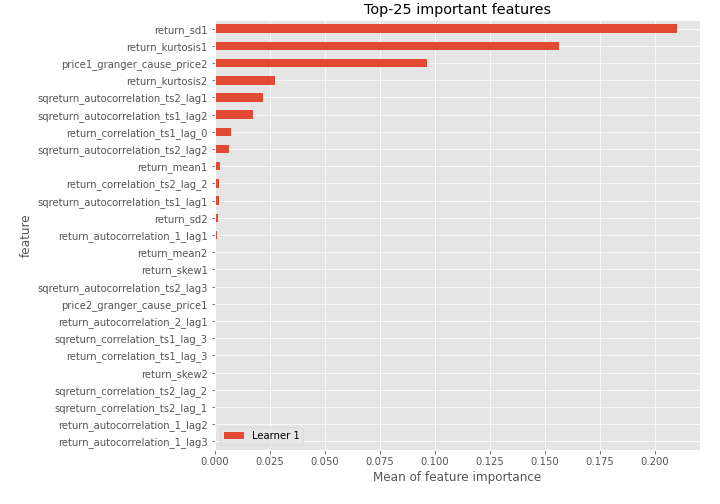 Top-25 important features
return_sd1
return_kurtosis1
price1_granger_cause_price2
return_kurtosis2
sqreturn_autocorrelation_ts2_lag1
sqreturn_autocorrelation_ts1_lag2
return_correlation_ts1_lag_0
sqreturn_autocorrelation_ts2_lag2
return_mean1
return_correlation_ts2_lag_2
sqreturn_autocorrelation_ts1_lag1
return_sd2
return_autocorrelation_1_lag1
return_mean2
return_skew1
sqreturn_autocorrelation_ts2_lag3
price2_granger_cause_price1
return_autocorrelation_2_lag1
sqreturn_correlation_ts1_lag_3
return_correlation_ts1_lag_3
return_skew2
sqreturn_correlation_ts2_lag_2
sqreturn_correlation_ts2_lag_1
return_autocorrelation_1_lag2
return_autocorrelation_1_lag3
feature
Learner 1
0.000 0.025 0.050 0.075 0.100 0.125 0.150 0.175 0.200
Mean of feature importance